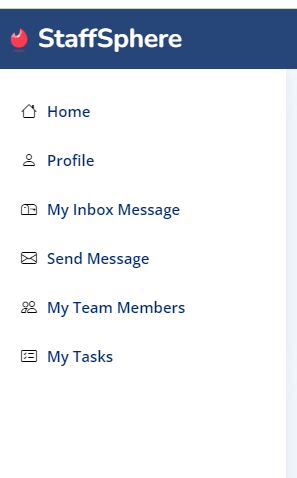 StaffSphere
Home
Profile
My Inbox Message
Send Message
My Team Members
My Tasks